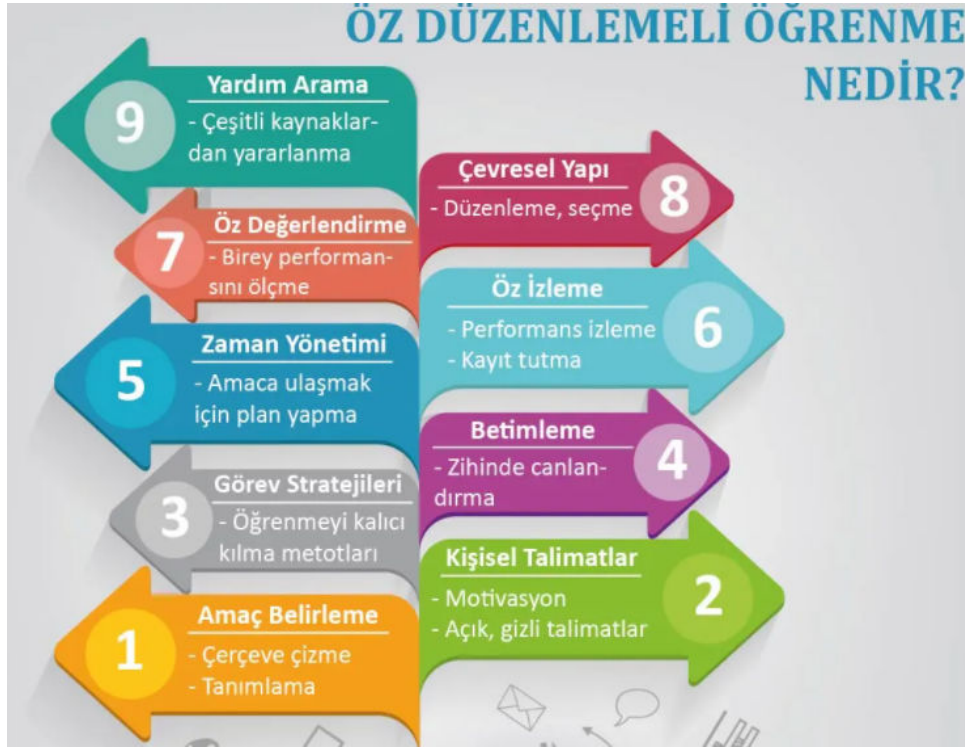 ÖZ DÜZENLEMELİ ÖĞRENME
NEDİR?
9
Yardım Arama
- Çeşitli kaynaklar-
dan yararlanma
Çevresel Yapı
- Düzenleme, seçme
8
7
Öz Değerlendirme
- Birey performan-
sını ölçme
Öz İzleme
- Performans izleme
- Kayıt tutma
6
5
Zaman Yönetimi
- Amaca ulaşmak
için plan yapma
Betimleme
- Zihinde canlan-
dırma
4
3
Görev Stratejileri
- Öğrenmeyi kalıcı
kılma metotları
Kişisel Talimatlar
- Motivasyon
- Açık, gizli talimatlar
2
1
Amaç Belirleme
- Çerçeve çizme
- Tanımlama